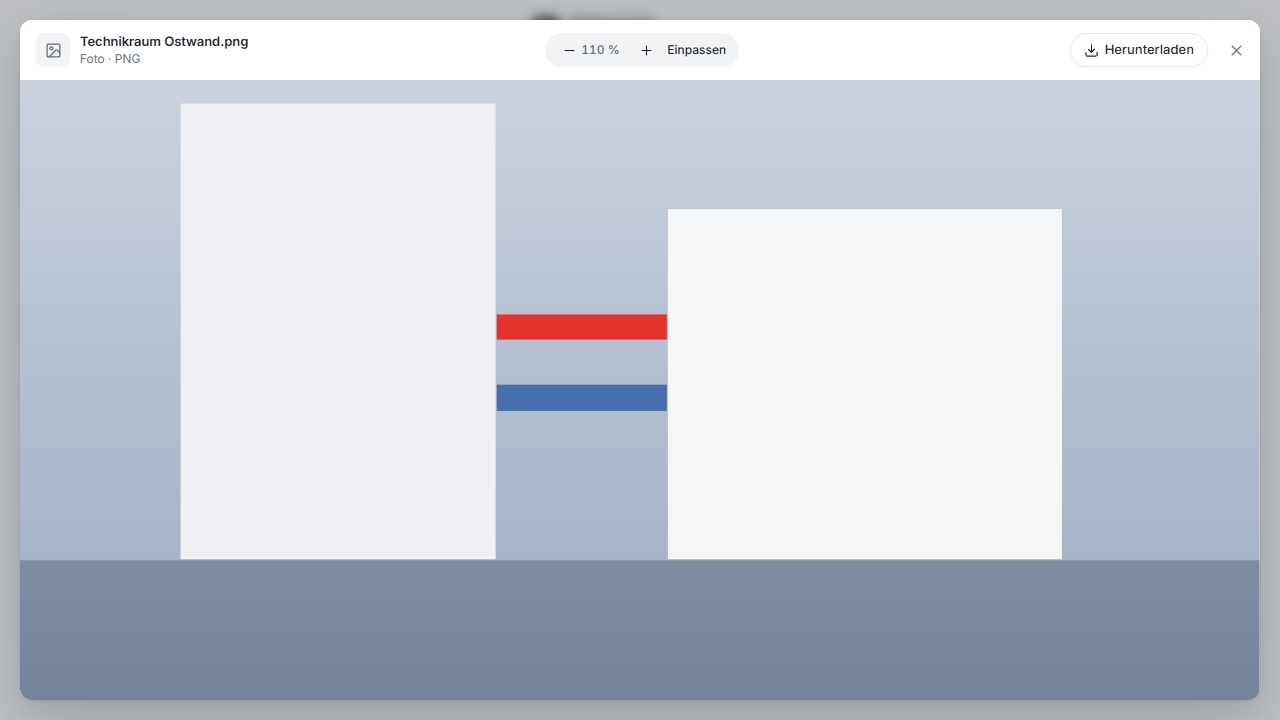 Technikraum Ostwand.png
Foto · PNG
110 %
Einpassen
Herunterladen